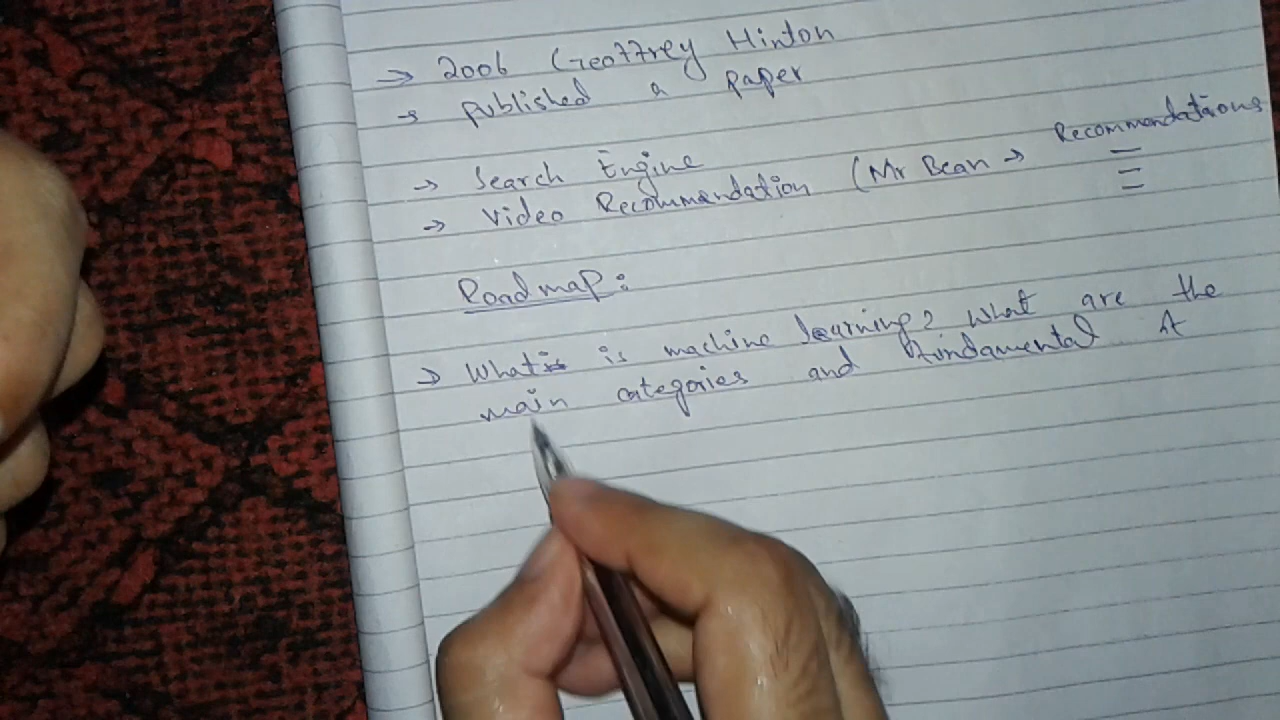 → 2006 Geoffrey Hinton
→ published a Paper
→ Search Engine
→ Video Recommendation (Mr Bean → Recommendations
Roadmap:
→ What is machine learning? What are the
main categories and fundamental